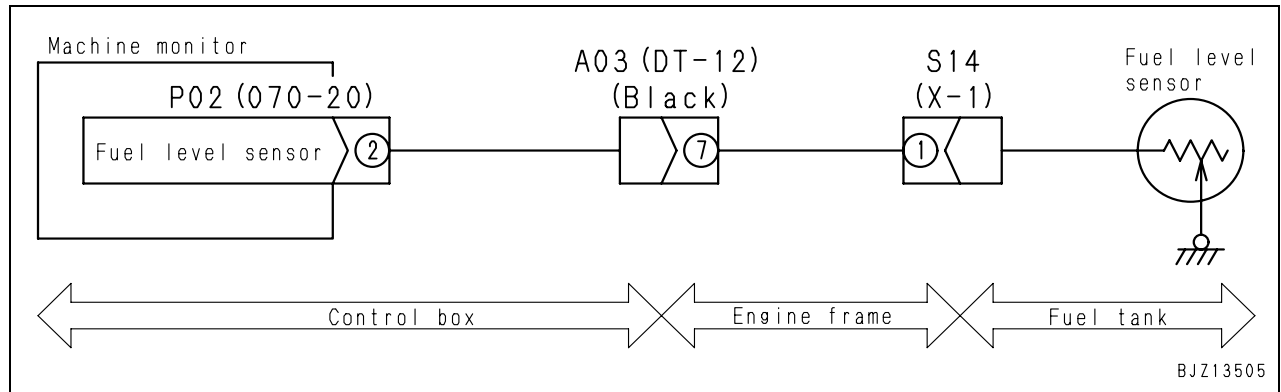 Machine monitor
P02 (070-20)
Fuel level sensor
2
A03 (DT-12)
(Black)
7
S14
(X-1)
1
Fuel level
sensor
Control box
Engine frame
Fuel tank
BJZ13505